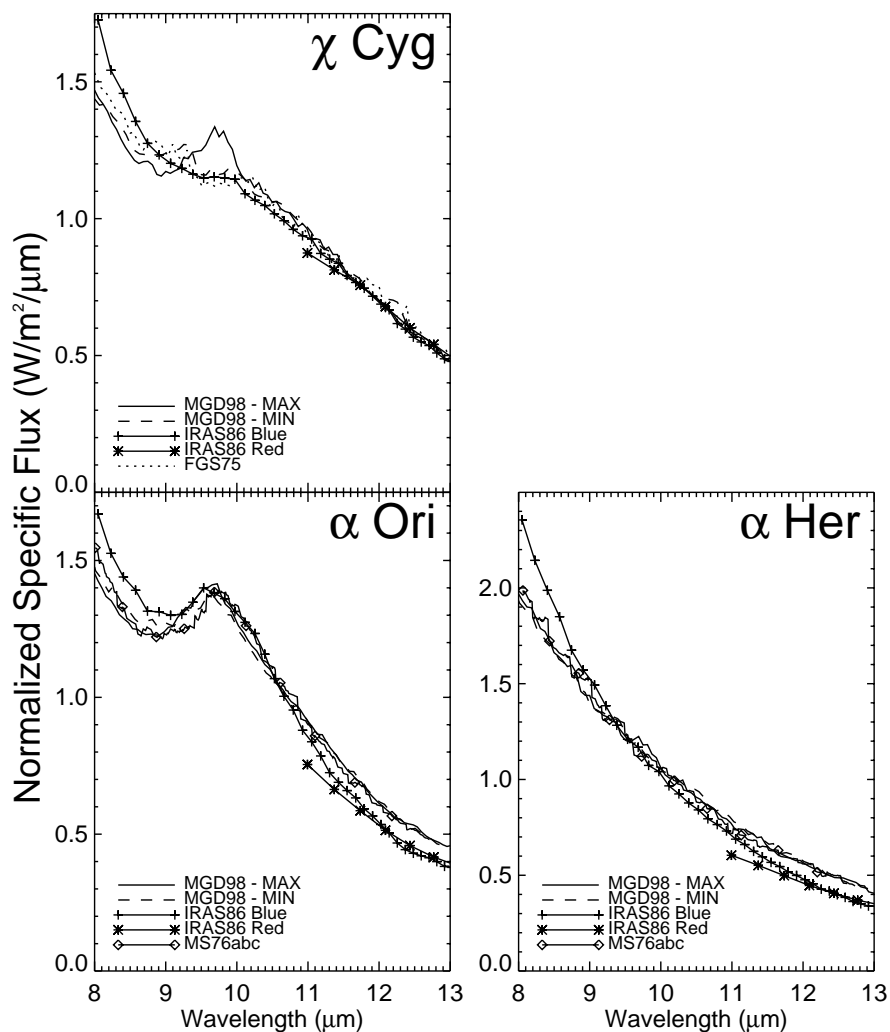 χ Cyg
1.5
1.0
0.5
0.0
MGD98 - MAX
MGD98 - MIN
IRAS86 Blue
IRAS86 Red
FGS75
Normalized Specific Flux (W/m²/μm)
α Ori
1.5
1.0
0.5
0.0
MGD98 - MAX
MGD98 - MIN
IRAS86 Blue
IRAS86 Red
MS76abc
8 9 10 11 12 13
Wavelength (μm)
α Her
2.0
1.5
1.0
0.5
0.0
MGD98 - MAX
MGD98 - MIN
IRAS86 Blue
IRAS86 Red
MS76abc
8 9 10 11 12 13
Wavelength (μm)